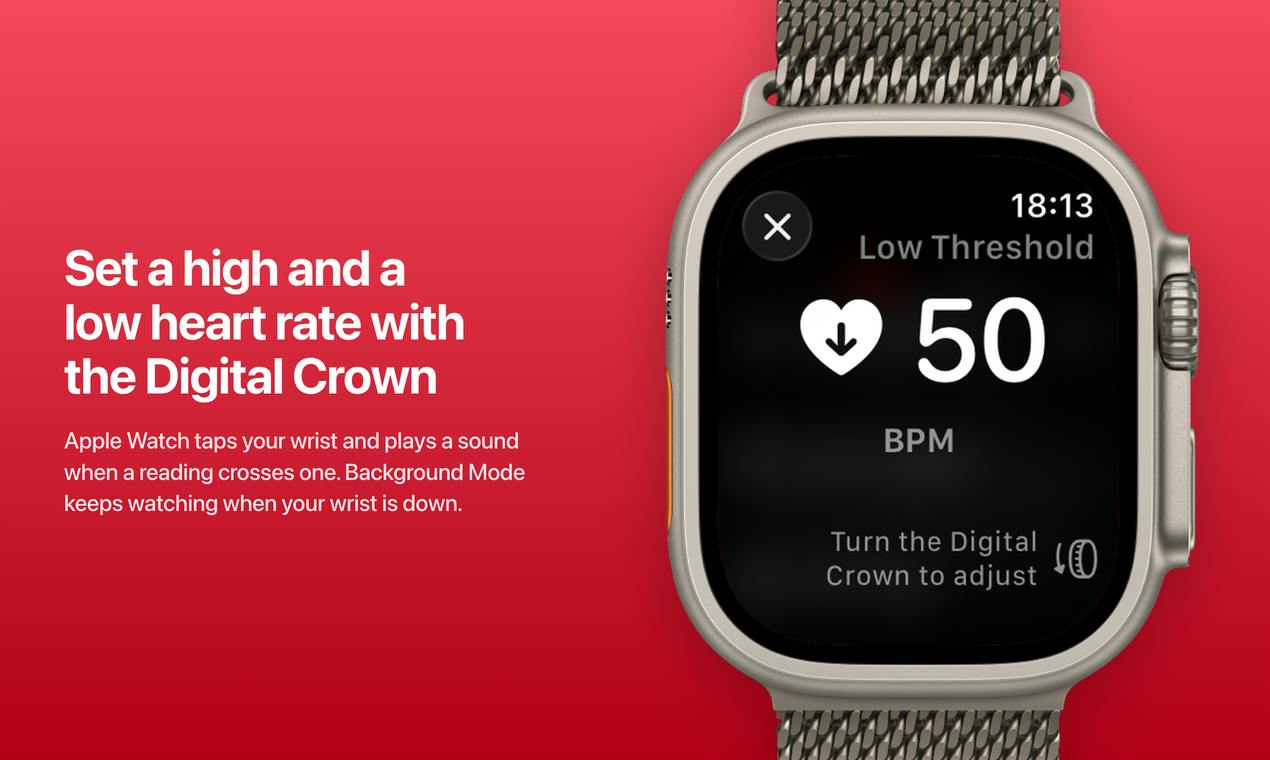 Set a high and a
low heart rate with
the Digital Crown
Apple Watch taps your wrist and plays a sound
when a reading crosses one. Background Mode
keeps watching when your wrist is down.
18:13
Low Threshold
50
BPM
Turn the Digital
Crown to adjust